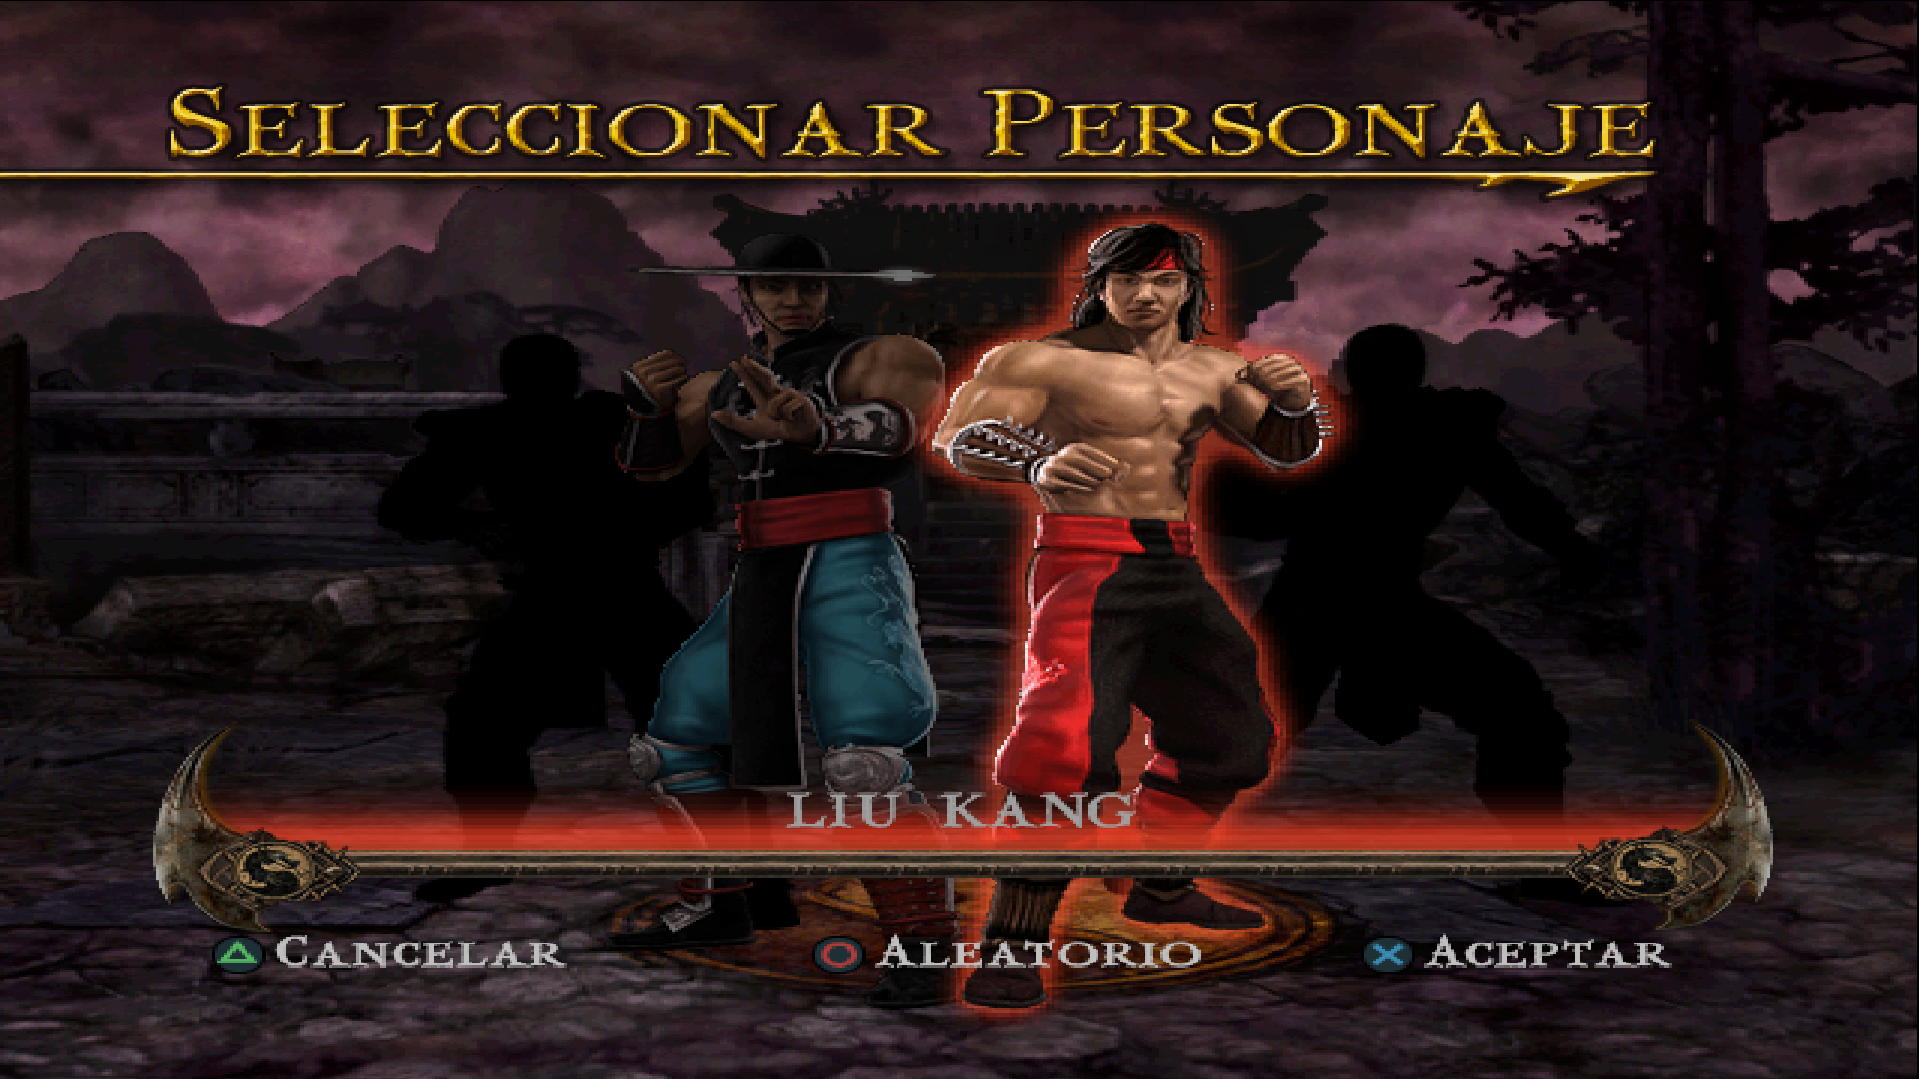 SELECCIONAR PERSONAJE
LIU KANG
CANCELAR
ALEATORIO
ACEPTAR